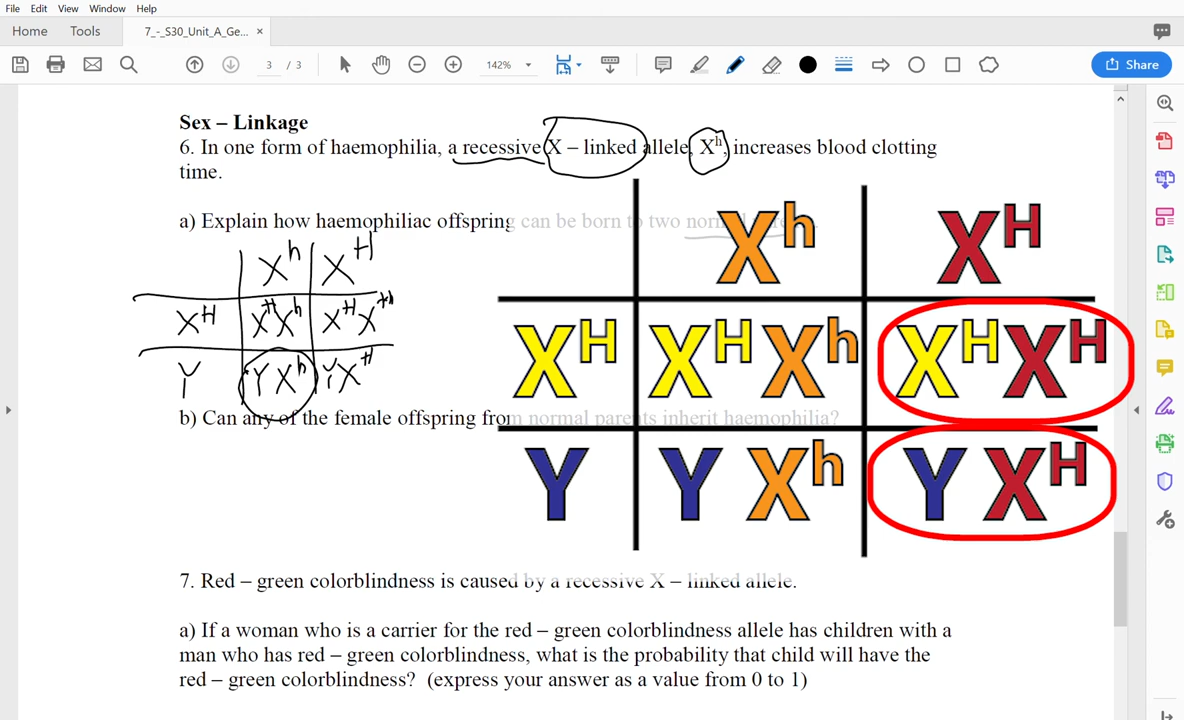 File Edit View Window Help
Home Tools 7_-_S30_Unit_A_Ge... ×
3 / 3 142% Share
Sex – Linkage
6. In one form of haemophilia, a recessive X – linked allele, Xʰ, increases blood clotting
time.
a) Explain how haemophiliac offspring can be born to two normal
Xʰ Xᴴ
Xᴴ XᴴXʰ XᴴXᴴ
Y YXʰ YXᴴ
Xʰ Xᴴ
Xᴴ XᴴXʰ XᴴXᴴ
Y Y Xʰ Y Xᴴ
b) Can any of the female offspring from normal parents inherit haemophilia?
7. Red – green colorblindness is caused by a recessive X – linked allele.
a) If a woman who is a carrier for the red – green colorblindness allele has children with a
man who has red – green colorblindness, what is the probability that child will have the
red – green colorblindness? (express your answer as a value from 0 to 1)